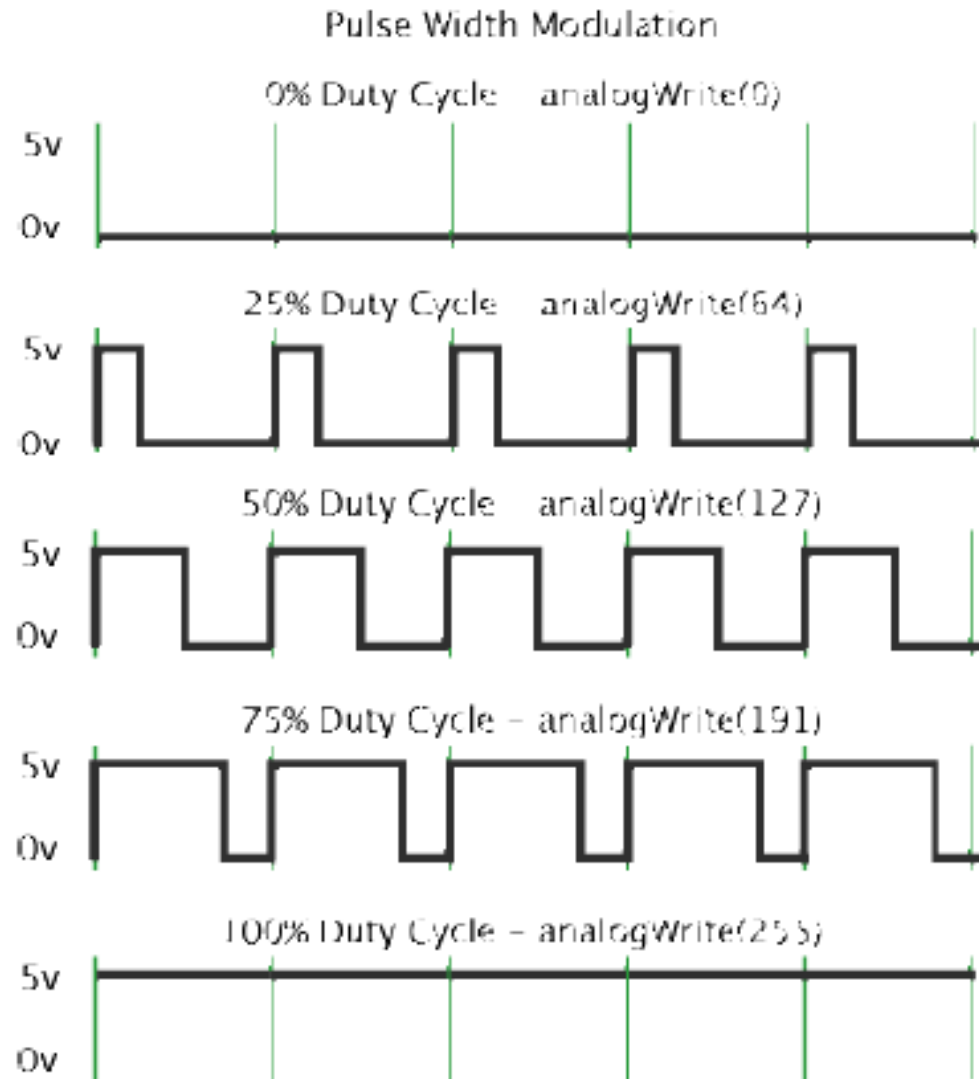 Pulse Width Modulation
0% Duty Cycle – analogWrite(0)
5v
0v
25% Duty Cycle – analogWrite(64)
5v
0v
50% Duty Cycle – analogWrite(127)
5v
0v
75% Duty Cycle – analogWrite(191)
5v
0v
100% Duty Cycle – analogWrite(255)
5v
0v